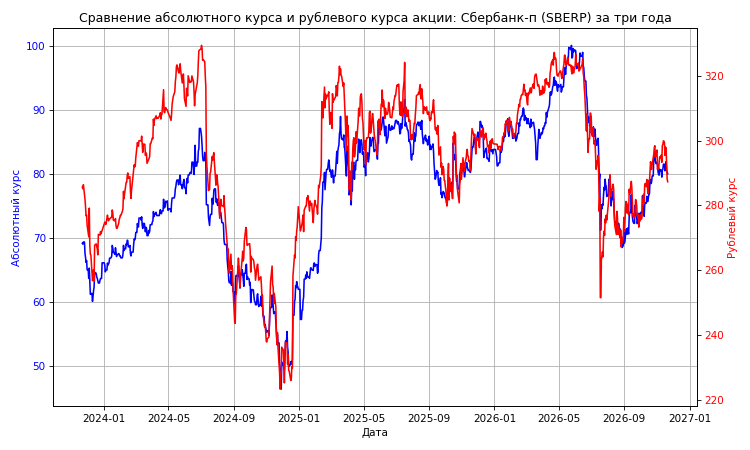 Сравнение абсолютного курса и рублевого курса акции: Сбербанк-п (SBERP) за три года
100
90
80
70
60
50
Абсолютный курс
320
300
280
260
240
220
Рублевый курс
2024-01 2024-05 2024-09 2025-01 2025-05 2025-09 2026-01 2026-05 2026-09 2027-01
Дата